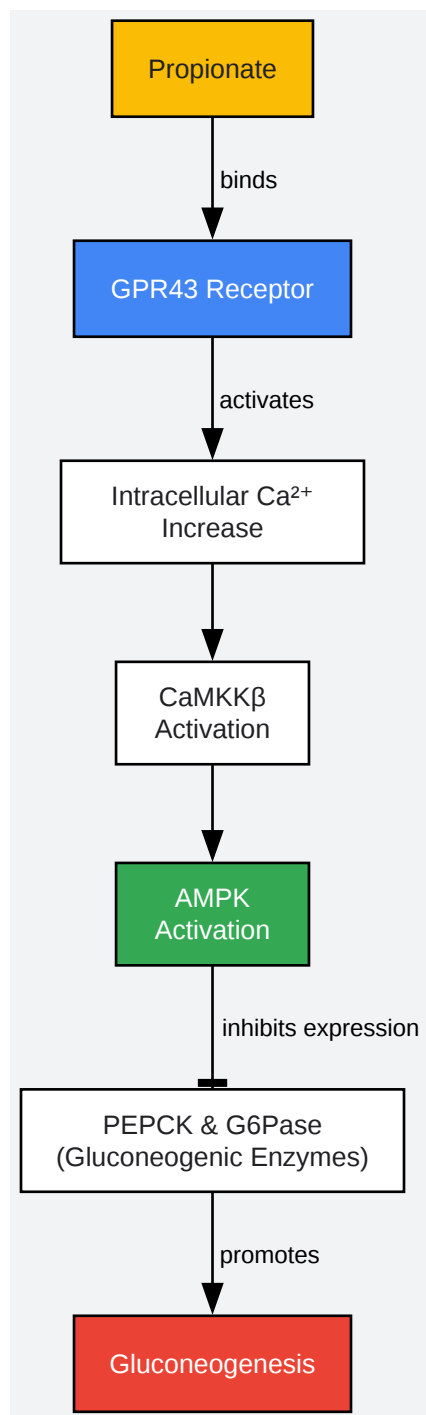 Propionate
binds
GPR43 Receptor
activates
Intracellular Ca²⁺
Increase
CaMKKβ
Activation
AMPK
Activation
inhibits expression
PEPCK & G6Pase
(Gluconeogenic Enzymes)
promotes
Gluconeogenesis